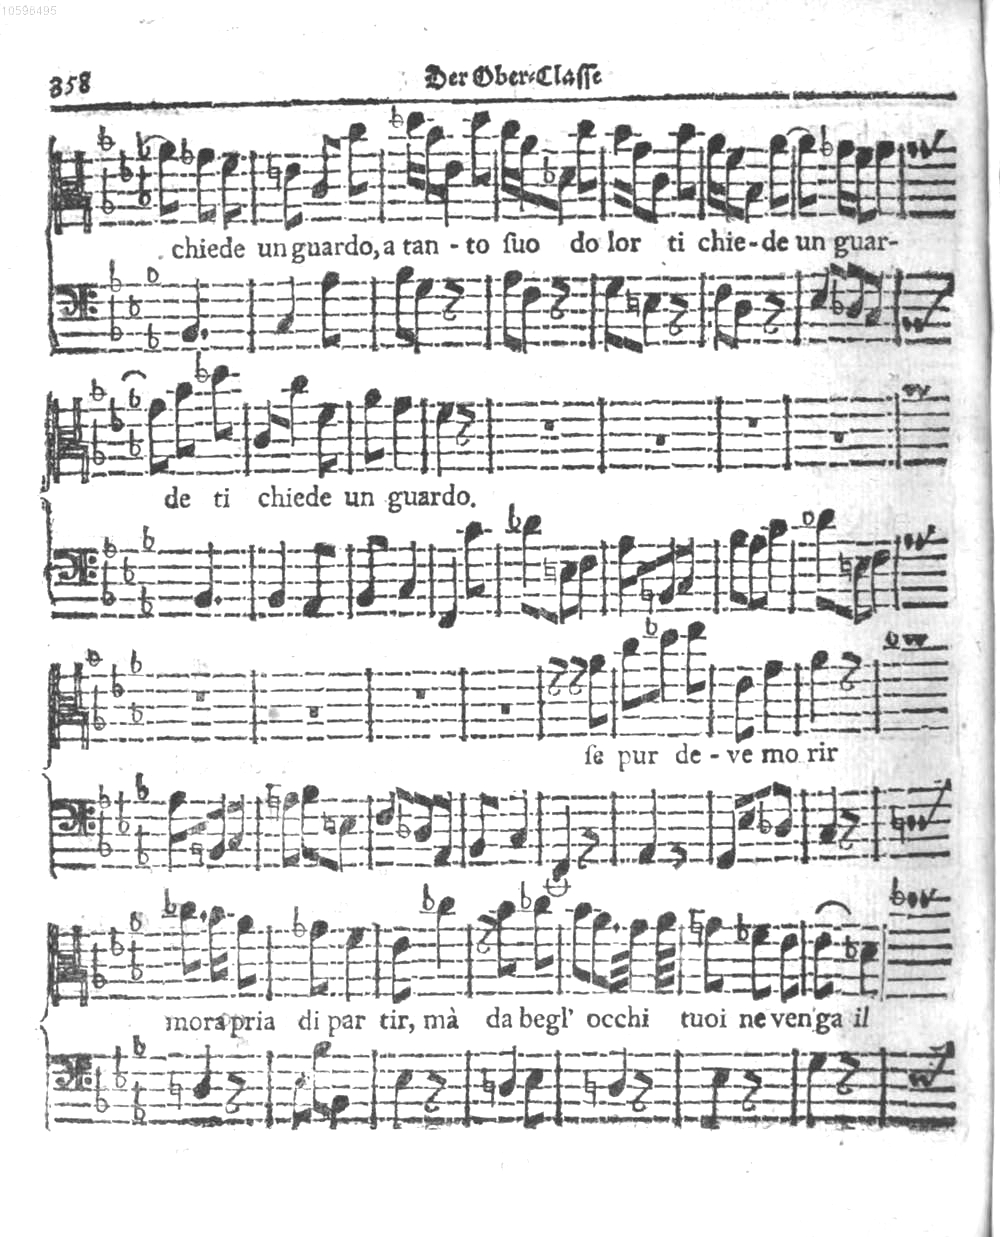 10596495
358
Der Ober-Classe
chiede un guardo, a tan - to ſuo do lor ti chie-de un guar-
de ti chiede un guardo.
ſe pur de - ve mo rir
mora pria di par tir, mà da begl' occhi tuoi ne ven ga il